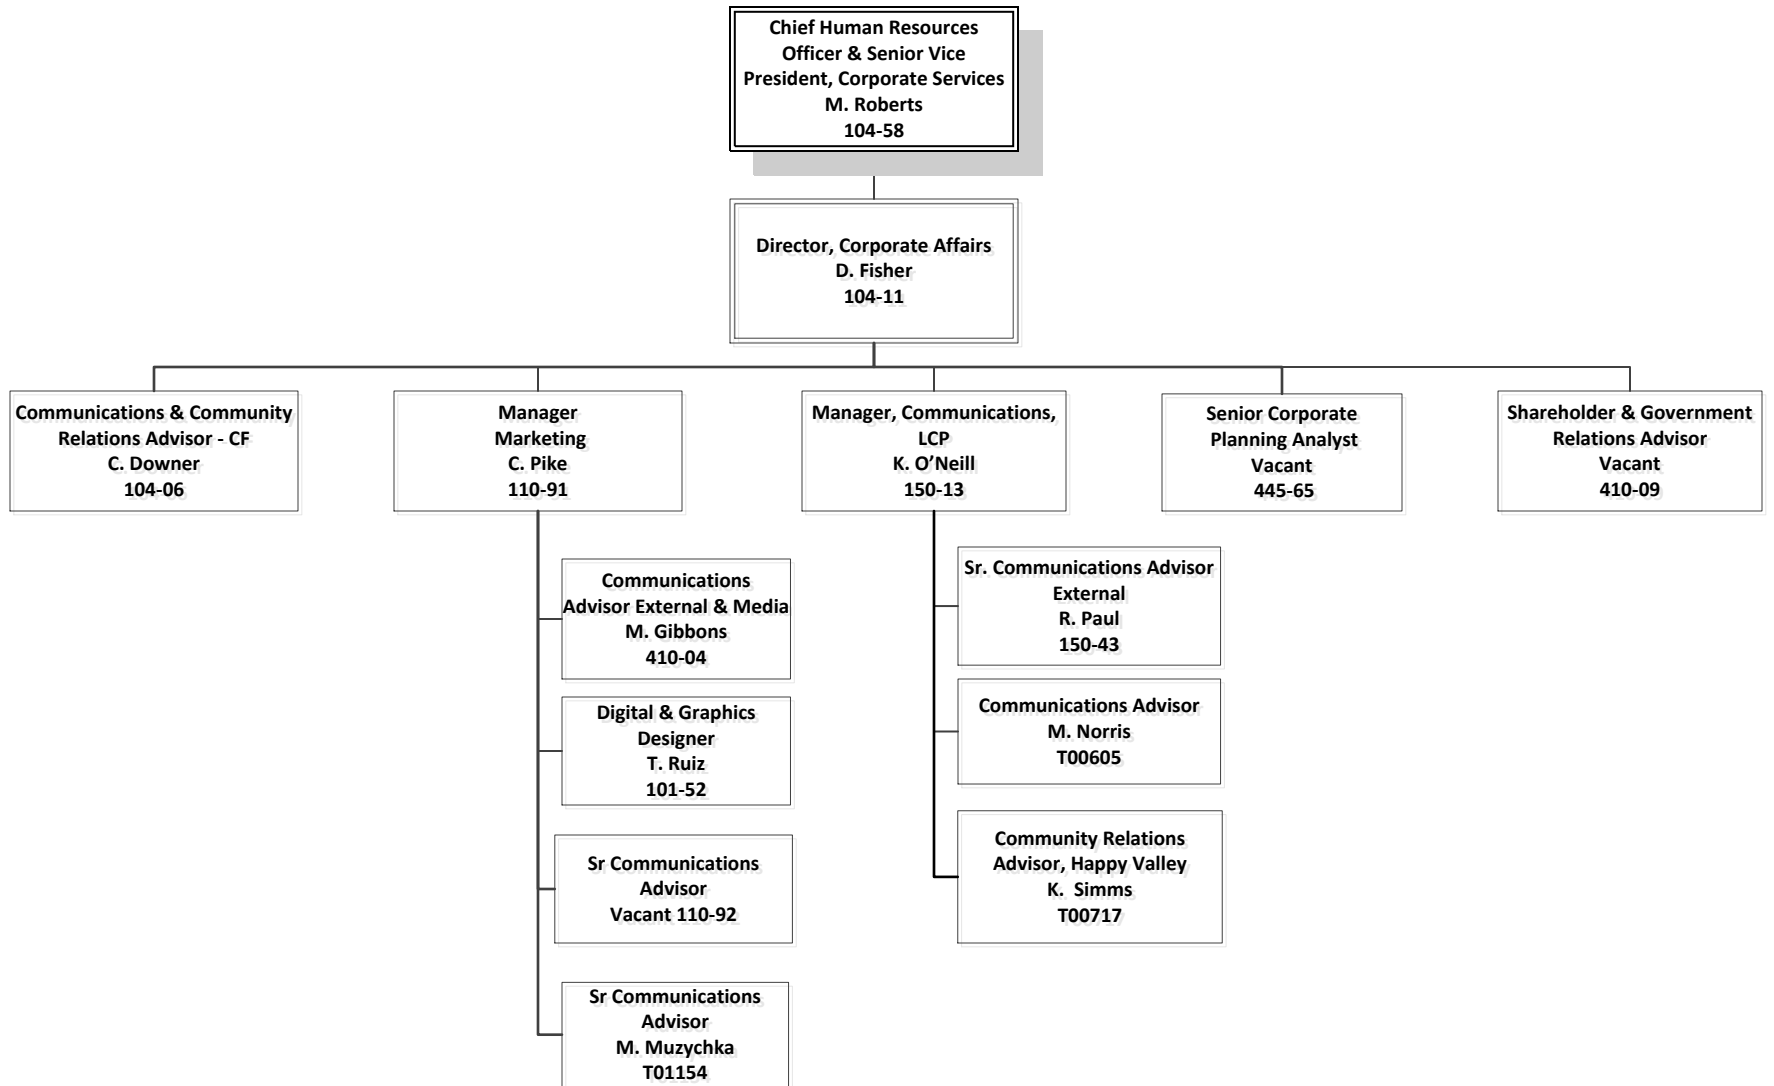 Chief Human Resources
Officer & Senior Vice
President, Corporate Services
M. Roberts
104-58
Director, Corporate Affairs
D. Fisher
104-11
Communications & Community
Relations Advisor - CF
C. Downer
104-06
Manager
Marketing
C. Pike
110-91
Manager, Communications,
LCP
K. O’Neill
150-13
Senior Corporate
Planning Analyst
Vacant
445-65
Shareholder & Government
Relations Advisor
Vacant
410-09
Communications
Advisor External & Media
M. Gibbons
410-04
Digital & Graphics
Designer
T. Ruiz
101-52
Sr Communications
Advisor
Vacant 110-92
Sr Communications
Advisor
M. Muzychka
T01154
Sr. Communications Advisor
External
R. Paul
150-43
Communications Advisor
M. Norris
T00605
Community Relations
Advisor, Happy Valley
K. Simms
T00717